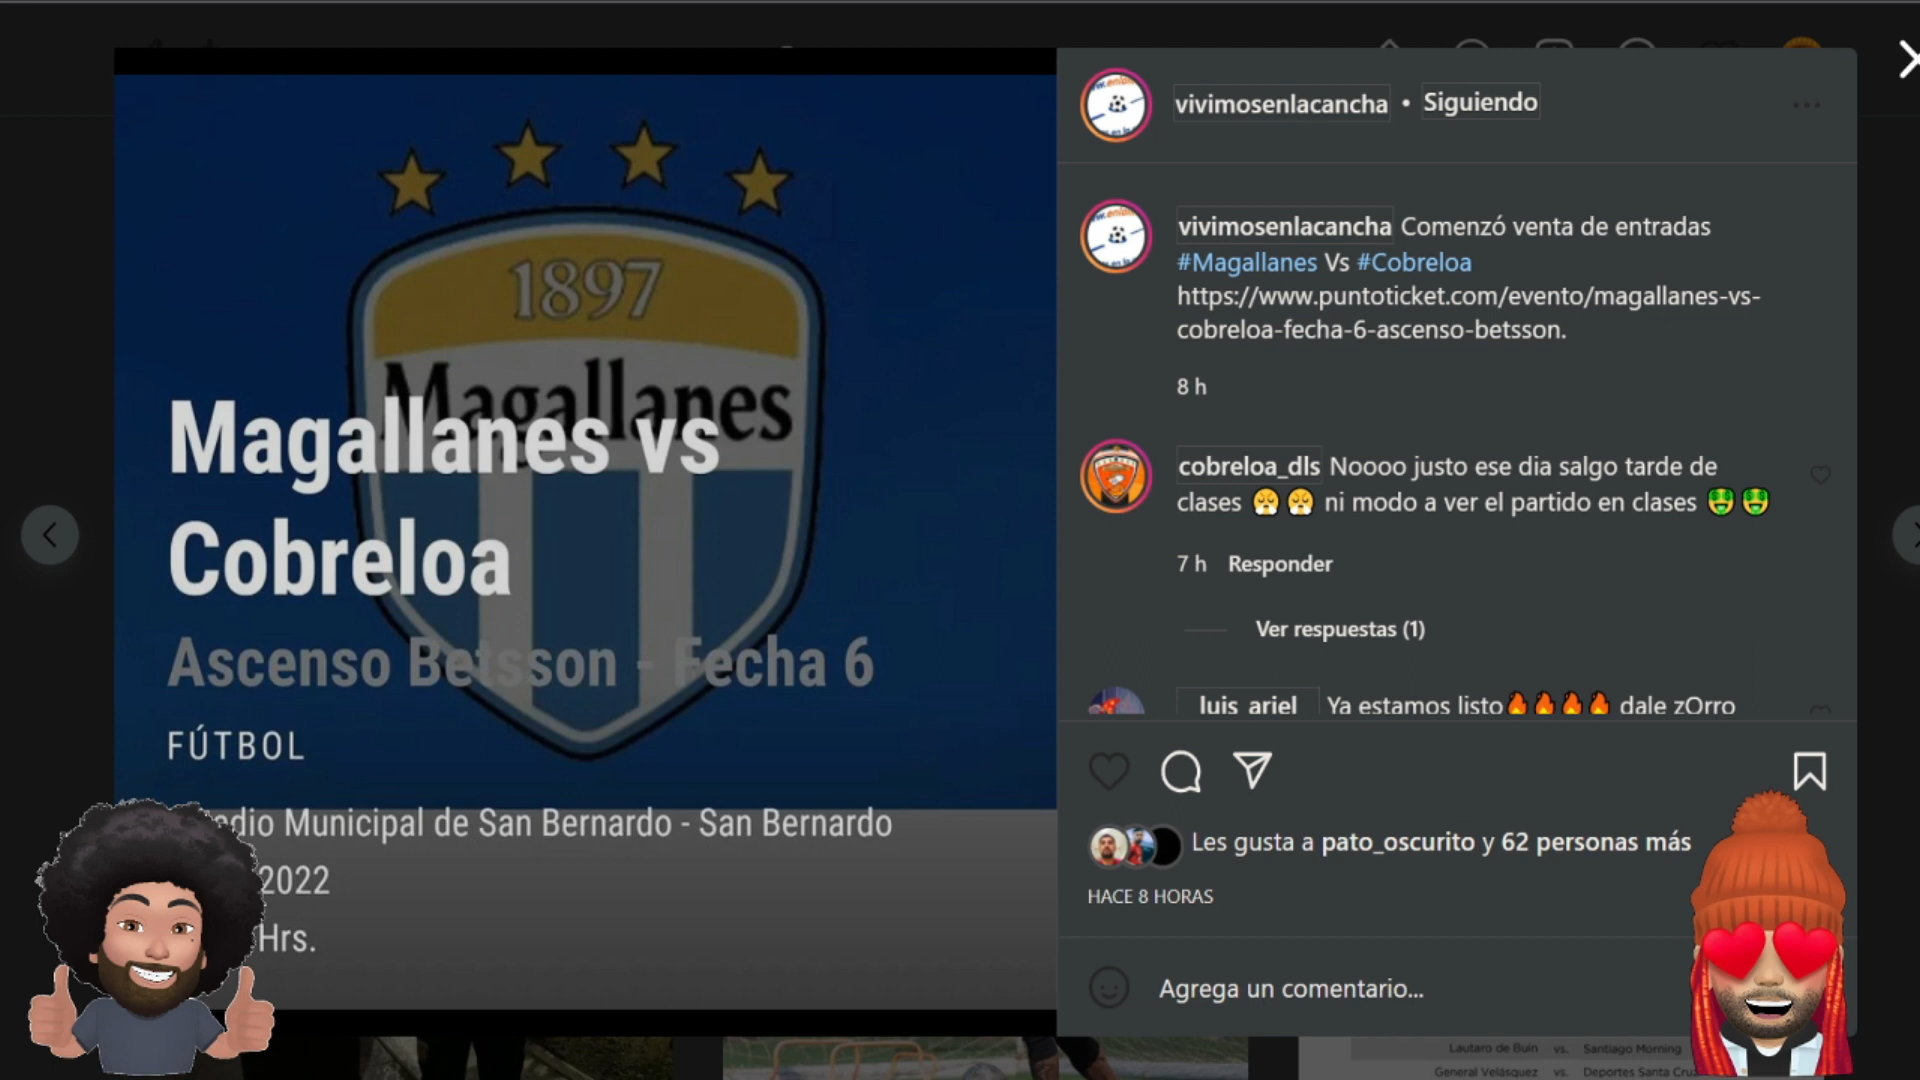 1897
Magallanes
Magallanes vs
Cobreloa
Ascenso Betsson - Fecha 6
FÚTBOL
Municipal de San Bernardo - San Bernardo
2022
Hrs.
vivimosenlacancha • Siguiendo
vivimosenlacancha Comenzó venta de entradas
#Magallanes Vs #Cobreloa
https://www.puntoticket.com/evento/magallanes-vs-
cobreloa-fecha-6-ascenso-betsson.
8 h
cobreloa_dls Noooo justo ese dia salgo tarde de
clases 😤 😤 ni modo a ver el partido en clases 🤑 🤑
7 h Responder
Ver respuestas (1)
luis_ariel Ya estamos listo🔥🔥🔥🔥 dale zOrro
Les gusta a pato_oscurito y 62 personas más
HACE 8 HORAS
Agrega un comentario...
Lautaro de Buin vs. Santiago Morning
General Velásquez vs. Deportes Santa Cruz